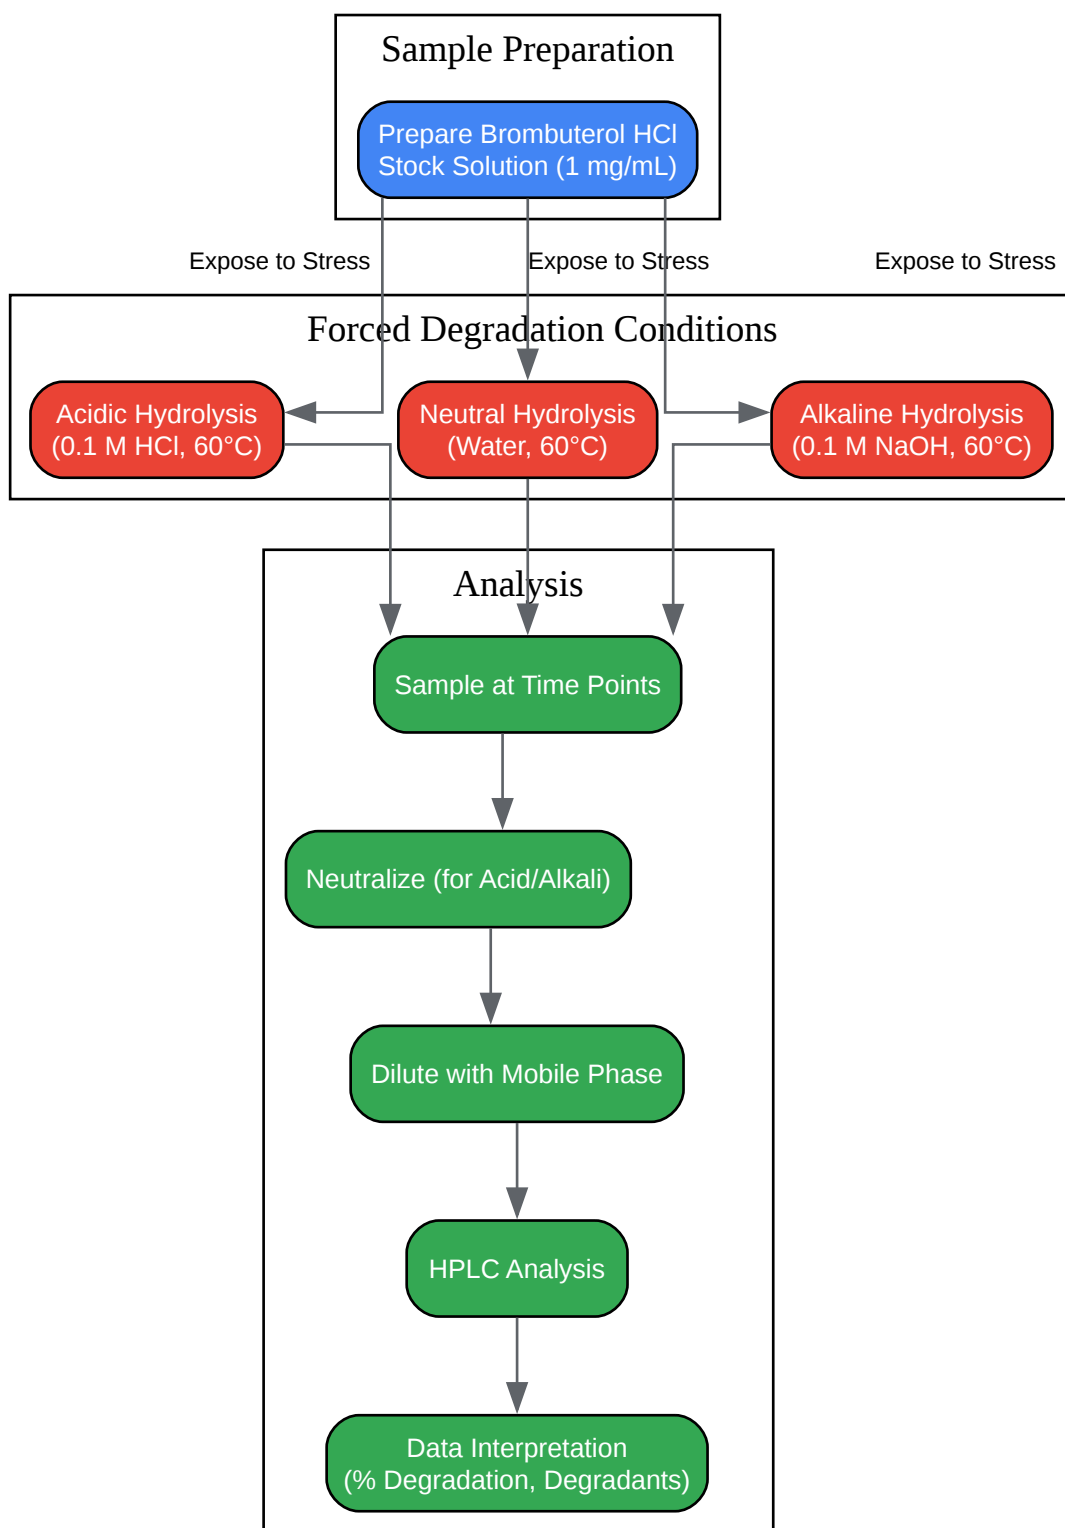 Sample Preparation
Prepare Brombuterol HCl
Stock Solution (1 mg/mL)
Expose to Stress
Expose to Stress
Expose to Stress
Forced Degradation Conditions
Acidic Hydrolysis
(0.1 M HCl, 60°C)
Neutral Hydrolysis
(Water, 60°C)
Alkaline Hydrolysis
(0.1 M NaOH, 60°C)
Analysis
Sample at Time Points
Neutralize (for Acid/Alkali)
Dilute with Mobile Phase
HPLC Analysis
Data Interpretation
(% Degradation, Degradants)